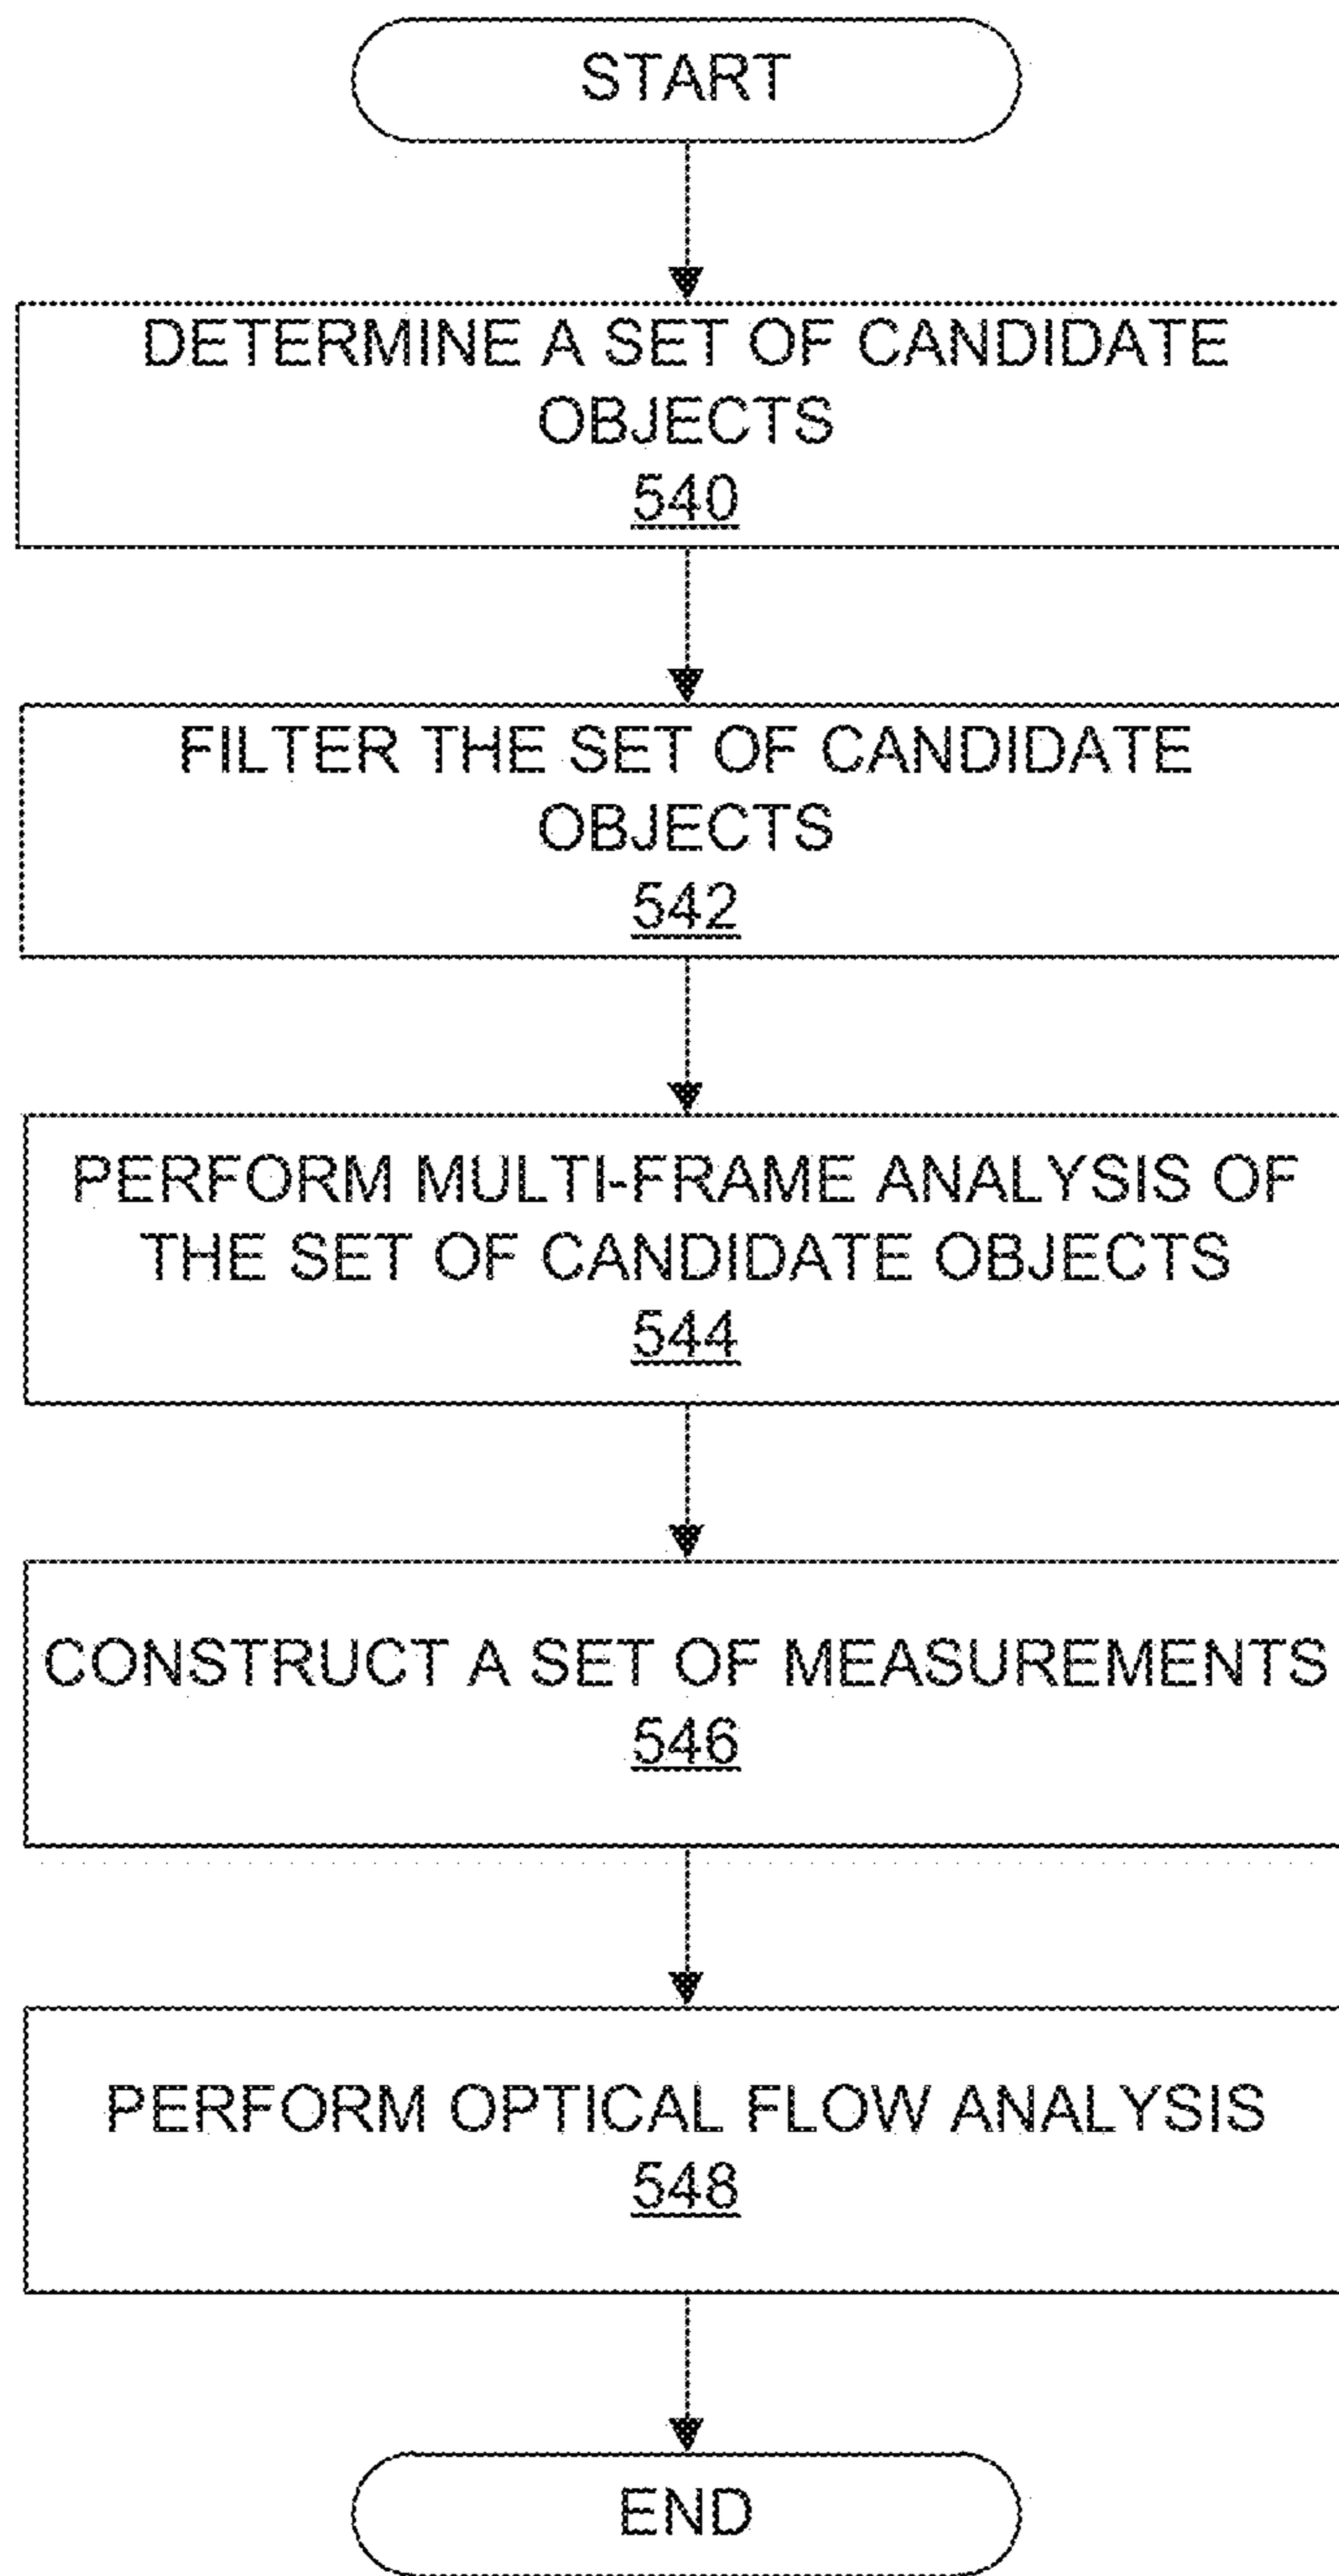 START
DETERMINE A SET OF CANDIDATE
OBJECTS
540
FILTER THE SET OF CANDIDATE
OBJECTS
542
PERFORM MULTI-FRAME ANALYSIS OF
THE SET OF CANDIDATE OBJECTS
544
CONSTRUCT A SET OF MEASUREMENTS
546
PERFORM OPTICAL FLOW ANALYSIS
548
END